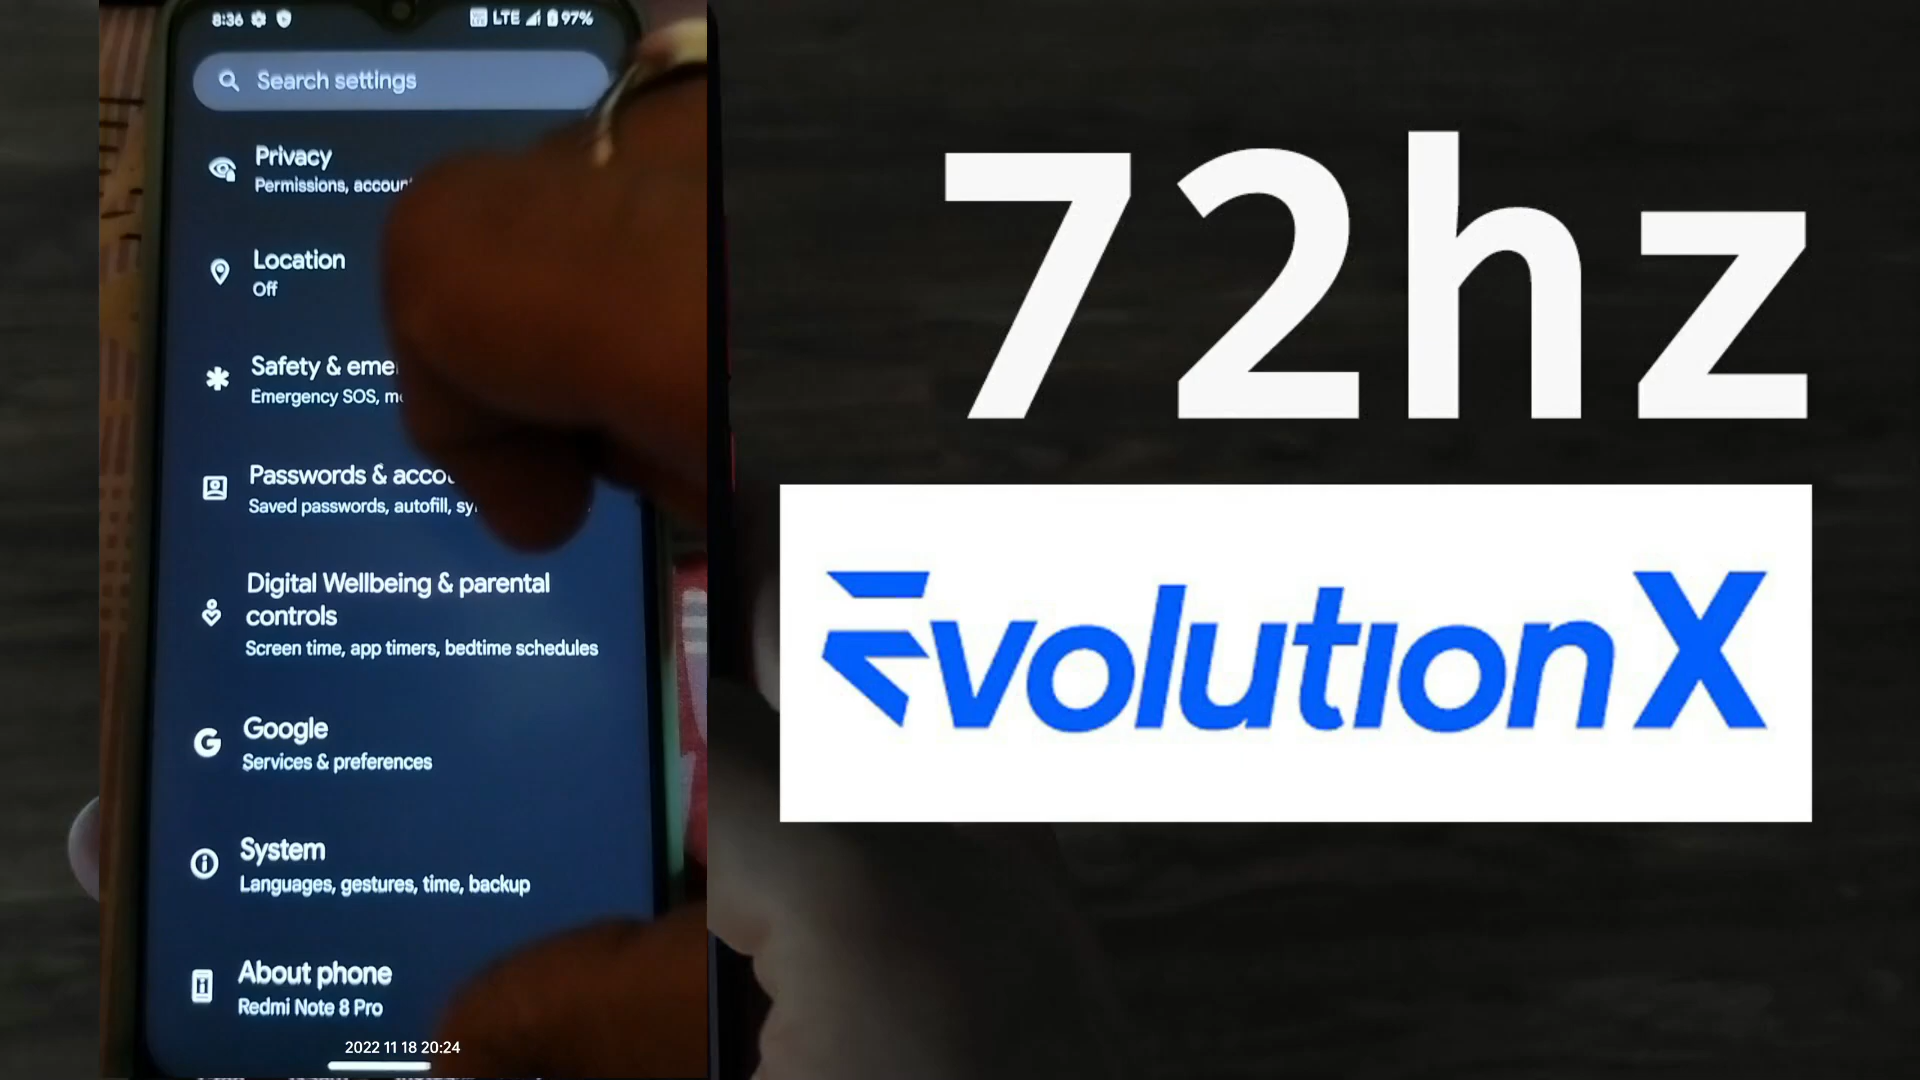 8:36 LTE 97%
Search settings
Privacy
Permissions, accoun
Location
Off
Safety & eme
Emergency SOS, m
Passwords & acco
Saved passwords, autofill, sy
Digital Wellbeing & parental
controls
Screen time, app timers, bedtime schedules
Google
Services & preferences
System
Languages, gestures, time, backup
About phone
Redmi Note 8 Pro
2022 11 18 20:24
72hz
Evolution X